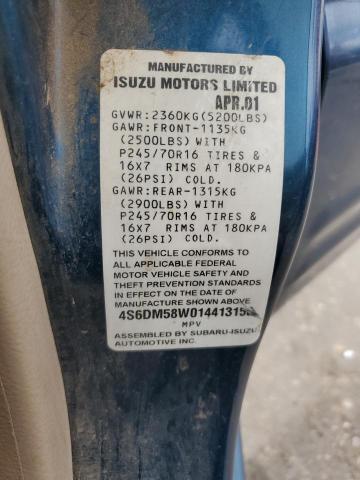 MANUFACTURED BY
ISUZU MOTORS LIMITED
APR.01
GVWR:2360KG(5200LBS)
GAWR:FRONT-1135KG
(2500LBS)WITH
P245/70R16 TIRES &
16X7 RIMS AT 180KPA
(26PSI) COLD.
GAWR:REAR-1315KG
(2900LBS)WITH
P245/70R16 TIRES &
16X7 RIMS AT 180KPA
(26PSI) COLD.
THIS VEHICLE CONFORMS TO
ALL APPLICABLE FEDERAL
MOTOR VEHICLE SAFETY AND
THEFT PREVENTION STANDARDS
IN EFFECT ON THE DATE OF
MANUFACTURE SHOWN ABOVE
MPV
ASSEMBLED BY SUBARU-ISUZU
AUTOMOTIVE INC.